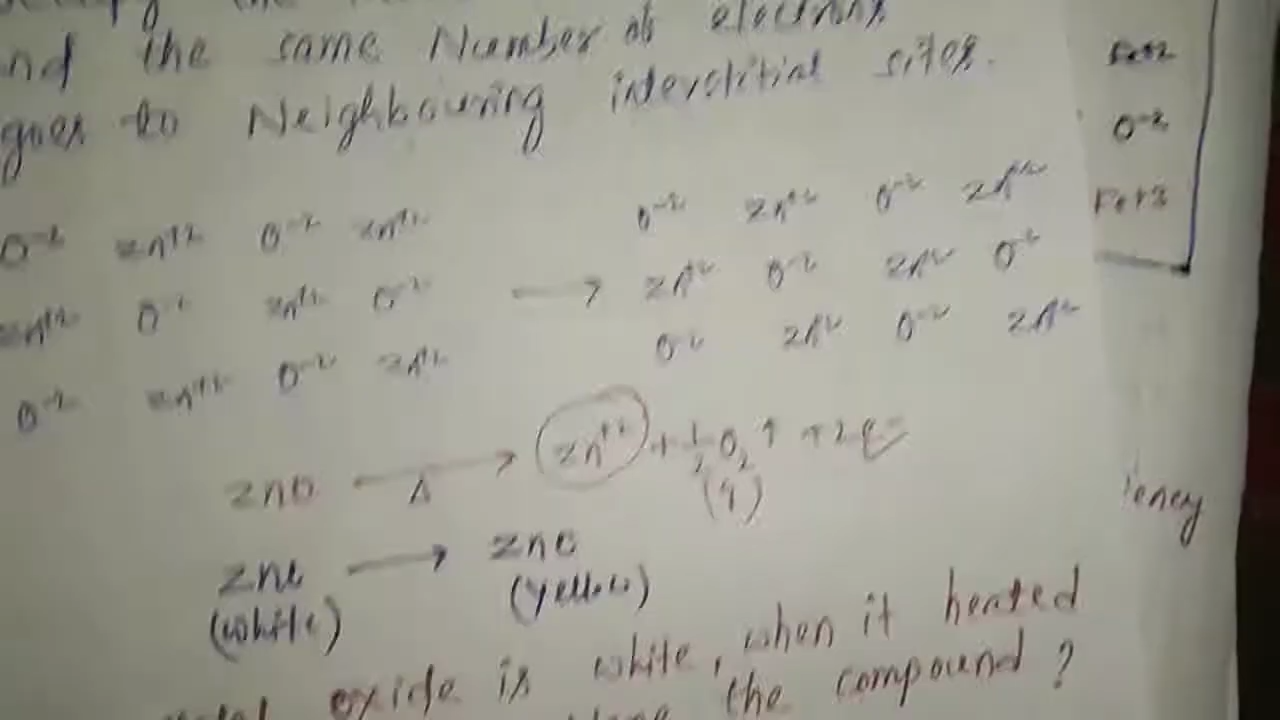 the
nd the same Number of electrons
goes to Neighbouring interstitial sites.
Fe+2
O-2
Fe+3
O-2 Zn+2 O-2 Zn+2
Zn+2 O-2 Zn+2 O-2
O-2 Zn+2 O-2 Zn+2
→
O-2 Zn+2 O-2 Zn+2
Zn+2 O-2 Zn+2 O-2
O-2 Zn+2 O-2 Zn+2
ZnO →Δ Zn+2 + 1/2 O2 ↑ + 2e-
(g)
iency
ZnO → ZnO
(white) (yellow)
oxide is white, when it heated
the compound?